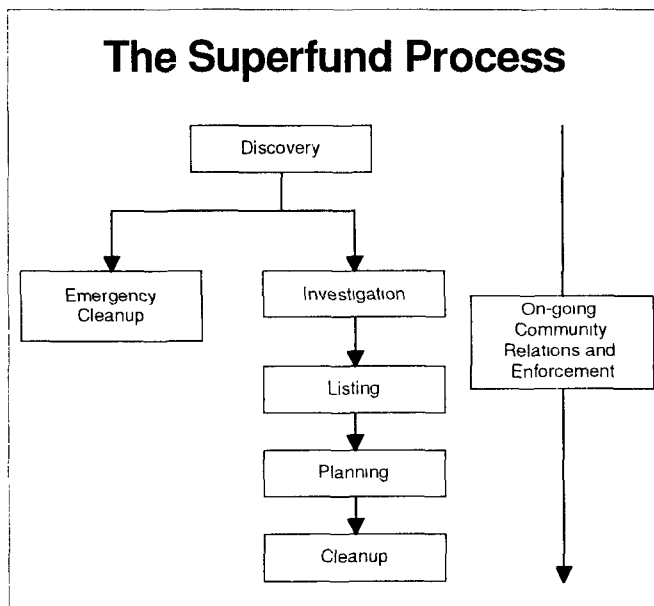 The Superfund Process
Discovery
Emergency
Cleanup
Investigation
On-going
Community
Relations and
Enforcement
Listing
Planning
Cleanup